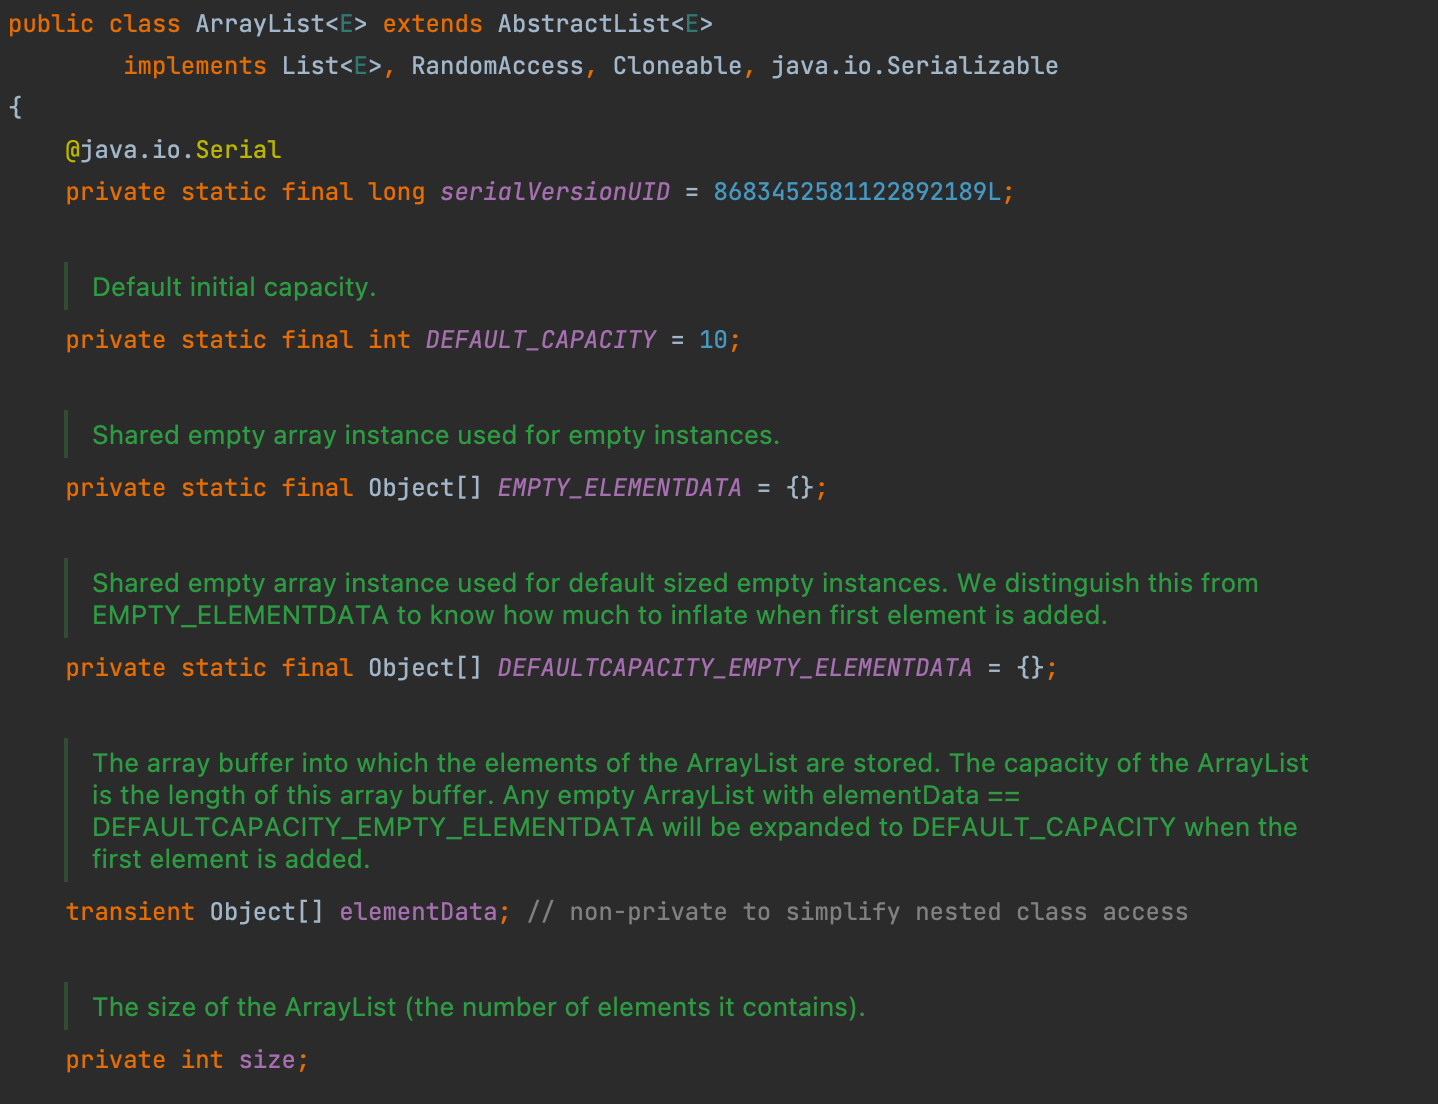 public class ArrayList<E> extends AbstractList<E>
implements List<E>, RandomAccess, Cloneable, java.io.Serializable
{
@java.io.Serial
private static final long serialVersionUID = 8683452581122892189L;
Default initial capacity.
private static final int DEFAULT_CAPACITY = 10;
Shared empty array instance used for empty instances.
private static final Object[] EMPTY_ELEMENTDATA = {};
Shared empty array instance used for default sized empty instances. We distinguish this from
EMPTY_ELEMENTDATA to know how much to inflate when first element is added.
private static final Object[] DEFAULTCAPACITY_EMPTY_ELEMENTDATA = {};
The array buffer into which the elements of the ArrayList are stored. The capacity of the ArrayList
is the length of this array buffer. Any empty ArrayList with elementData ==
DEFAULTCAPACITY_EMPTY_ELEMENTDATA will be expanded to DEFAULT_CAPACITY when the
first element is added.
transient Object[] elementData; // non-private to simplify nested class access
The size of the ArrayList (the number of elements it contains).
private int size;